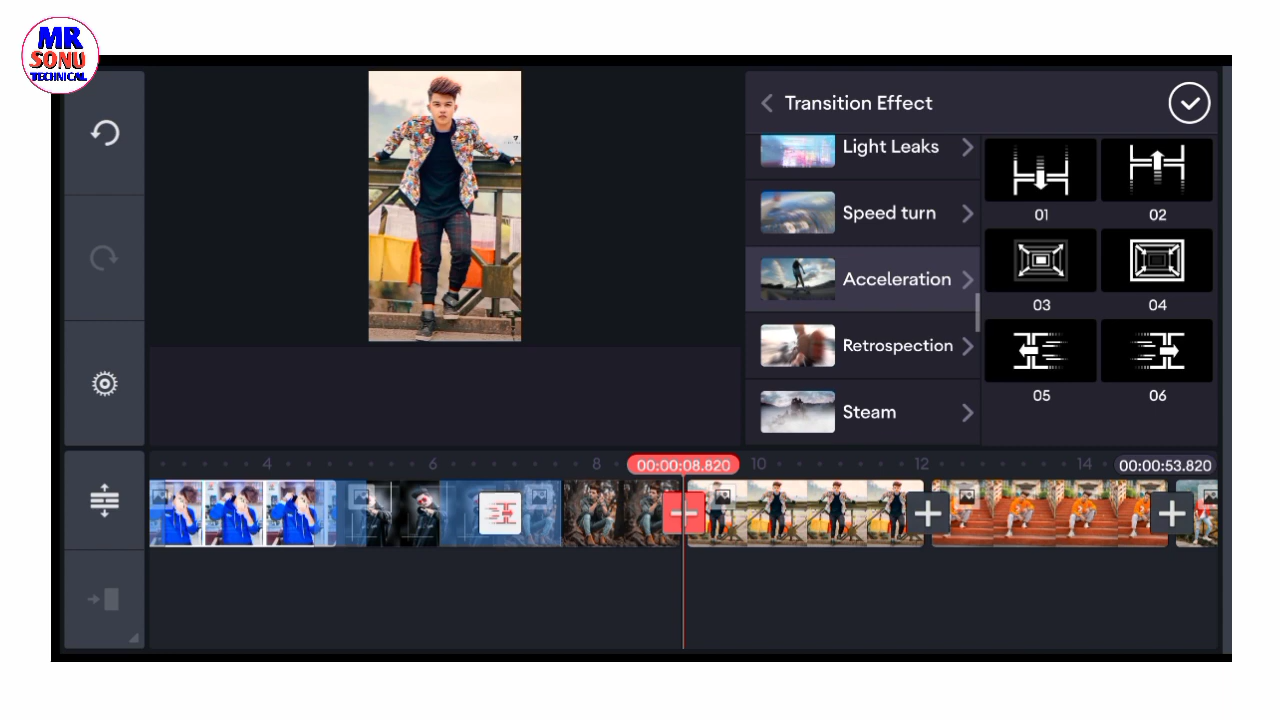 MR
SONU
TECHNICAL
Transition Effect
Light Leaks
Speed turn
Acceleration
Retrospection
Steam
01
02
03
04
05
06
4
6
8
00:00:08.820
10
12
14
00:00:53.820